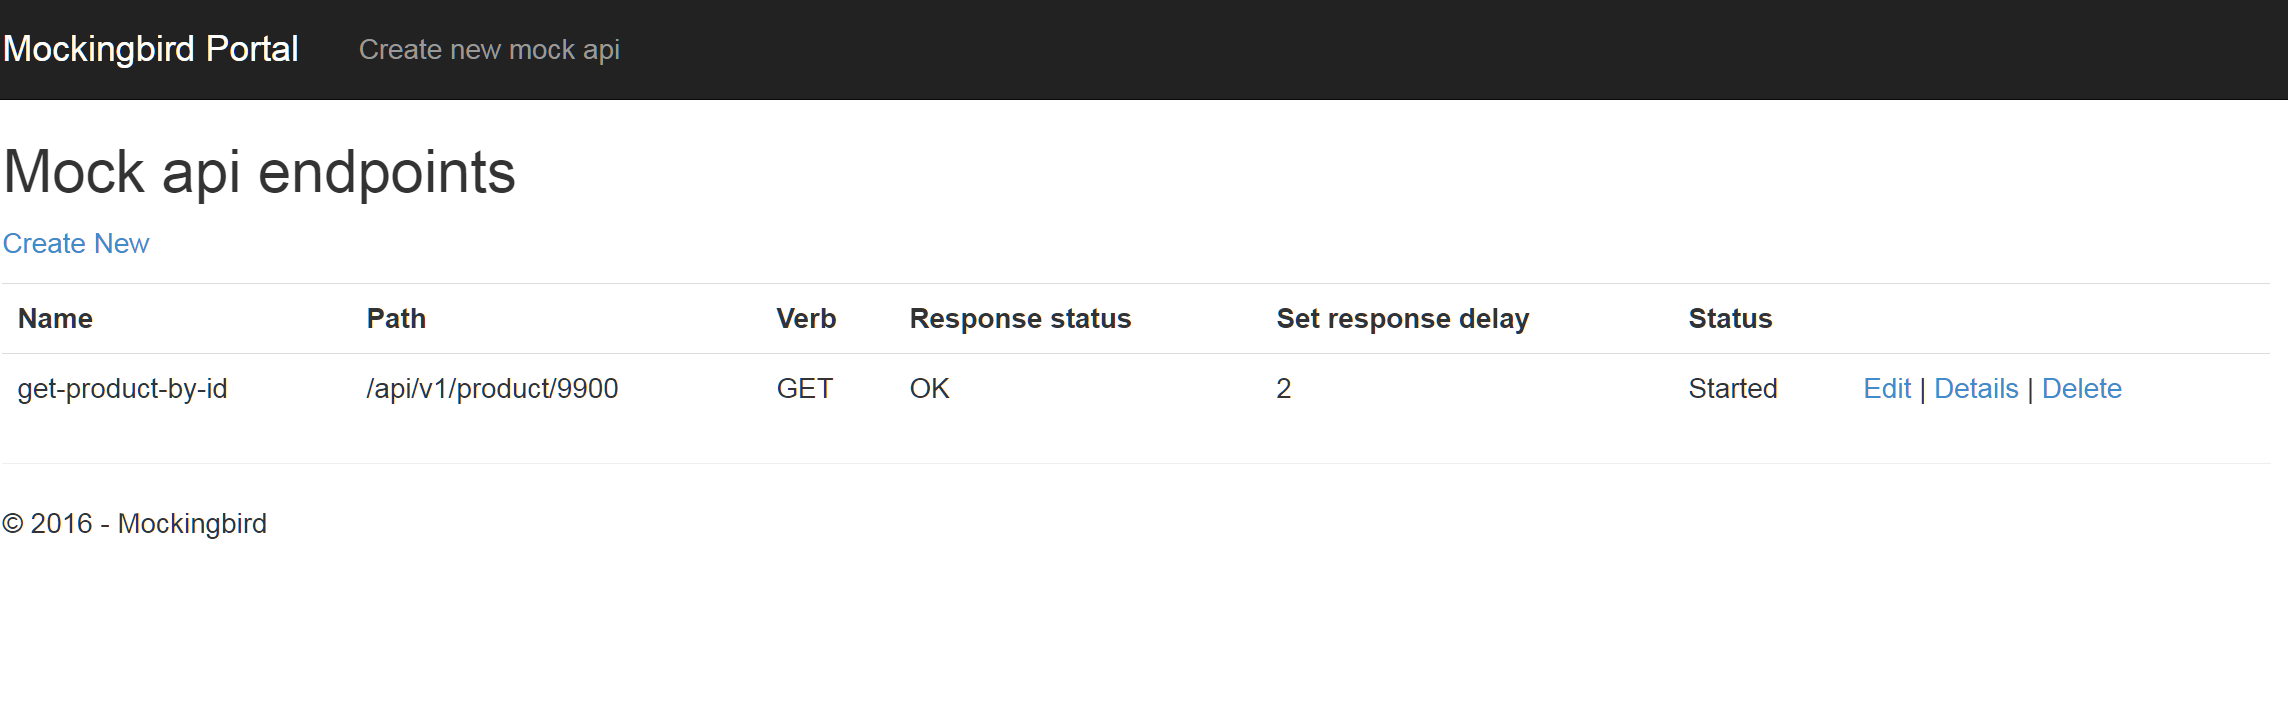 Mockingbird Portal Create new mock api
Mock api endpoints
Create New
Name Path Verb Response status Set response delay Status
get-product-by-id /api/v1/product/9900 GET OK 2 Started Edit | Details | Delete
© 2016 - Mockingbird